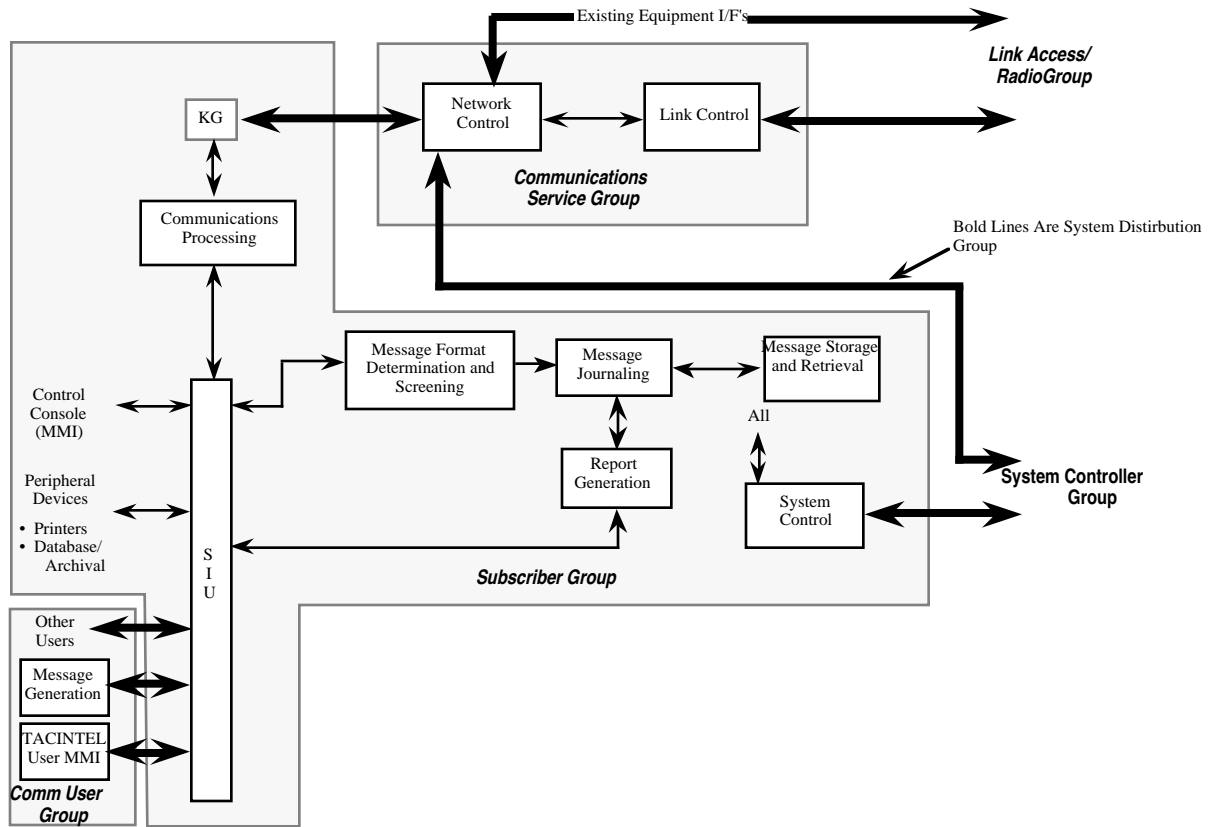 Existing Equipment I/F's
Link Access/
RadioGroup
KG
Network
Control
Link Control
Communications
Service Group
Communications
Processing
Bold Lines Are System Distirbution
Group
Message Format
Determination and
Screening
Message
Journaling
Message Storage
and Retrieval
Control
Console
(MMI)
All
Report
Generation
System Controller
Group
Peripheral
Devices
• Printers
• Database/
Archival
System
Control
S
I
U
Subscriber Group
Other
Users
Message
Generation
TACINTEL
User MMI
Comm User
Group